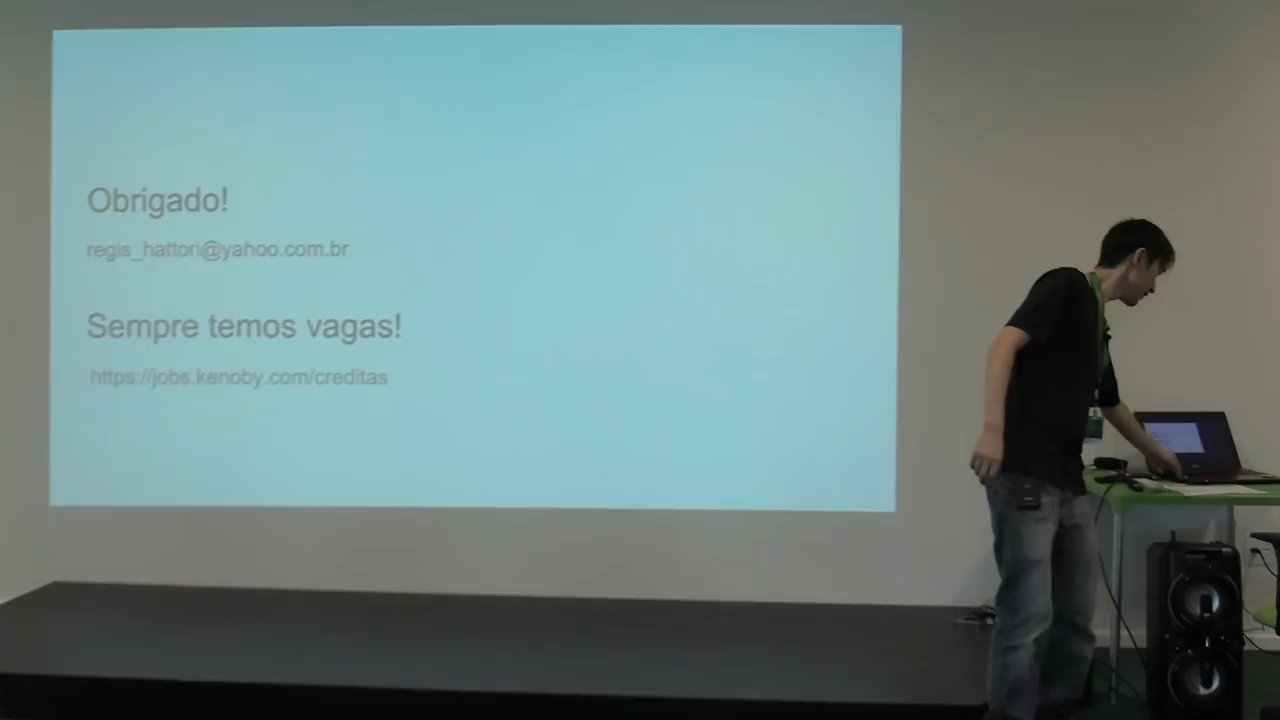 Obrigado!
regis_hattori@yahoo.com.br
Sempre temos vagas!
https://jobs.kenoby.com/creditas